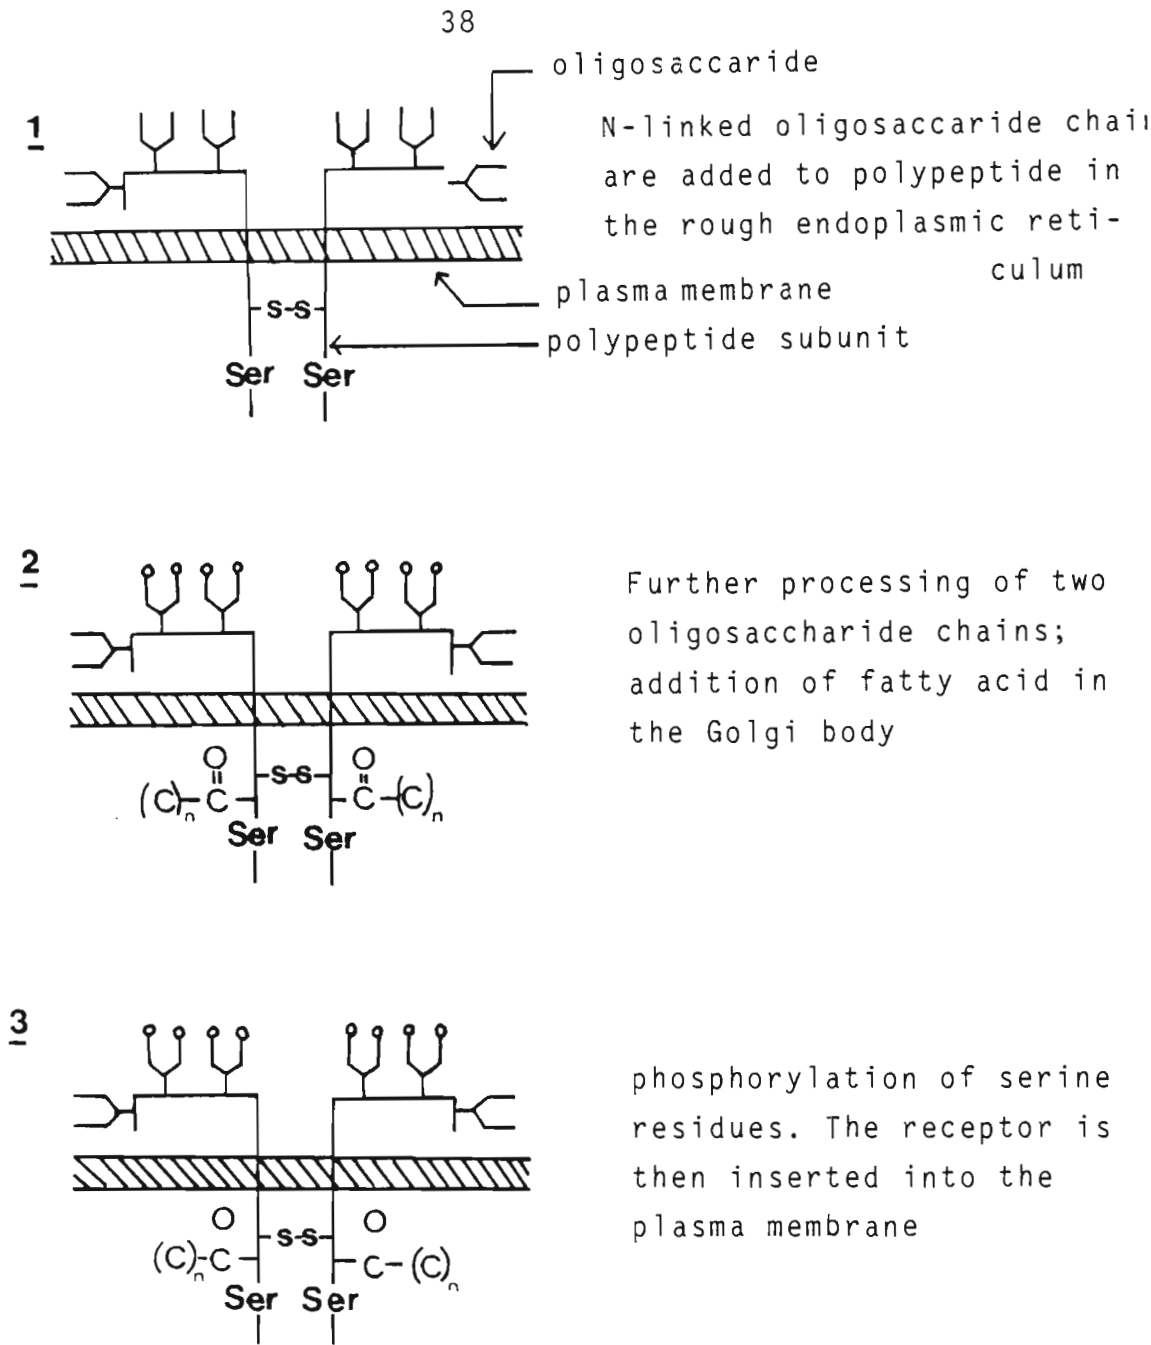 38
oligosaccaride
1
N-linked oligosaccaride chai
are added to polypeptide in
the rough endoplasmic reti-
culum
plasma membrane
S-S
polypeptide subunit
Ser Ser
2
Further processing of two
oligosaccharide chains;
addition of fatty acid in
the Golgi body
O O
S-S
(C)n-C C-(C)n
Ser Ser
3
phosphorylation of serine
residues. The receptor is
then inserted into the
plasma membrane
O O
S-S
(C)n-C C-(C)n
Ser Ser